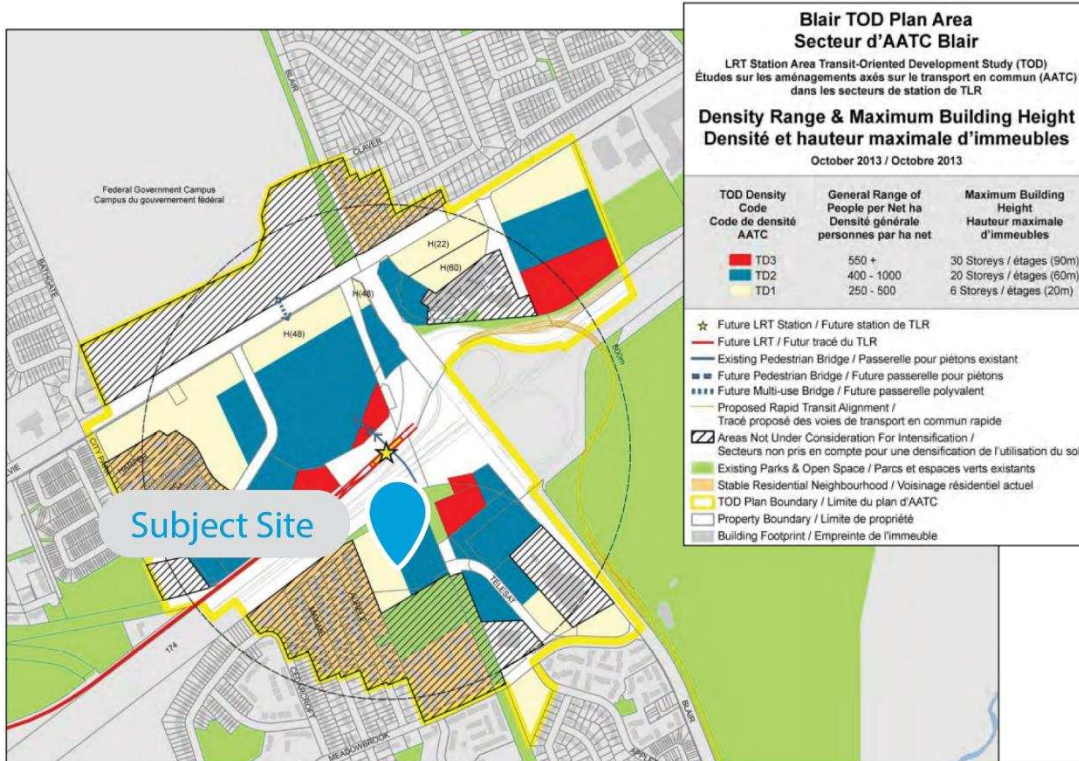 Blair TOD Plan Area
Secteur d'AATC Blair
LRT Station Area Transit-Oriented Development Study (TOD)
Études sur les aménagements axés sur le transport en commun (AATC)
dans les secteurs de station de TLR
Density Range & Maximum Building Height
Densité et hauteur maximale d'immeubles
October 2013 / Octobre 2013
TOD Density
Code
Code de densité
AATC
General Range of
People per Net ha
Densité générale
personnes par ha net
Maximum Building
Height
Hauteur maximale
d'immeubles
TD3 550 + 30 Storeys / étages (90m)
TD2 400 - 1000 20 Storeys / étages (60m)
TD1 250 - 500 6 Storeys / étages (20m)
Future LRT Station / Future station de TLR
Future LRT / Futur tracé du TLR
Existing Pedestrian Bridge / Passerelle pour piétons existant
Future Pedestrian Bridge / Future passerelle pour piétons
Future Multi-use Bridge / Future passerelle polyvalent
Proposed Rapid Transit Alignment /
Tracé proposé des voies de transport en commun rapide
Areas Not Under Consideration For Intensification /
Secteurs non pris en compte pour une densification de l'utilisation du sol
Existing Parks & Open Space / Parcs et espaces verts existants
Stable Residential Neighbourhood / Voisinage résidentiel actuel
TOD Plan Boundary / Limite du plan d'AATC
Property Boundary / Limite de propriété
Building Footprint / Empreinte de l'immeuble
BLAIR
CLAVER
Federal Government Campus
Campus du gouvernement fédéral
BATHGATE
H(22)
H(60)
H(48)
H(48)
600m
CITY PARK
Subject Site
TELESAT
174
CEDARCROFT
MEADOWBROOK
BLAIR